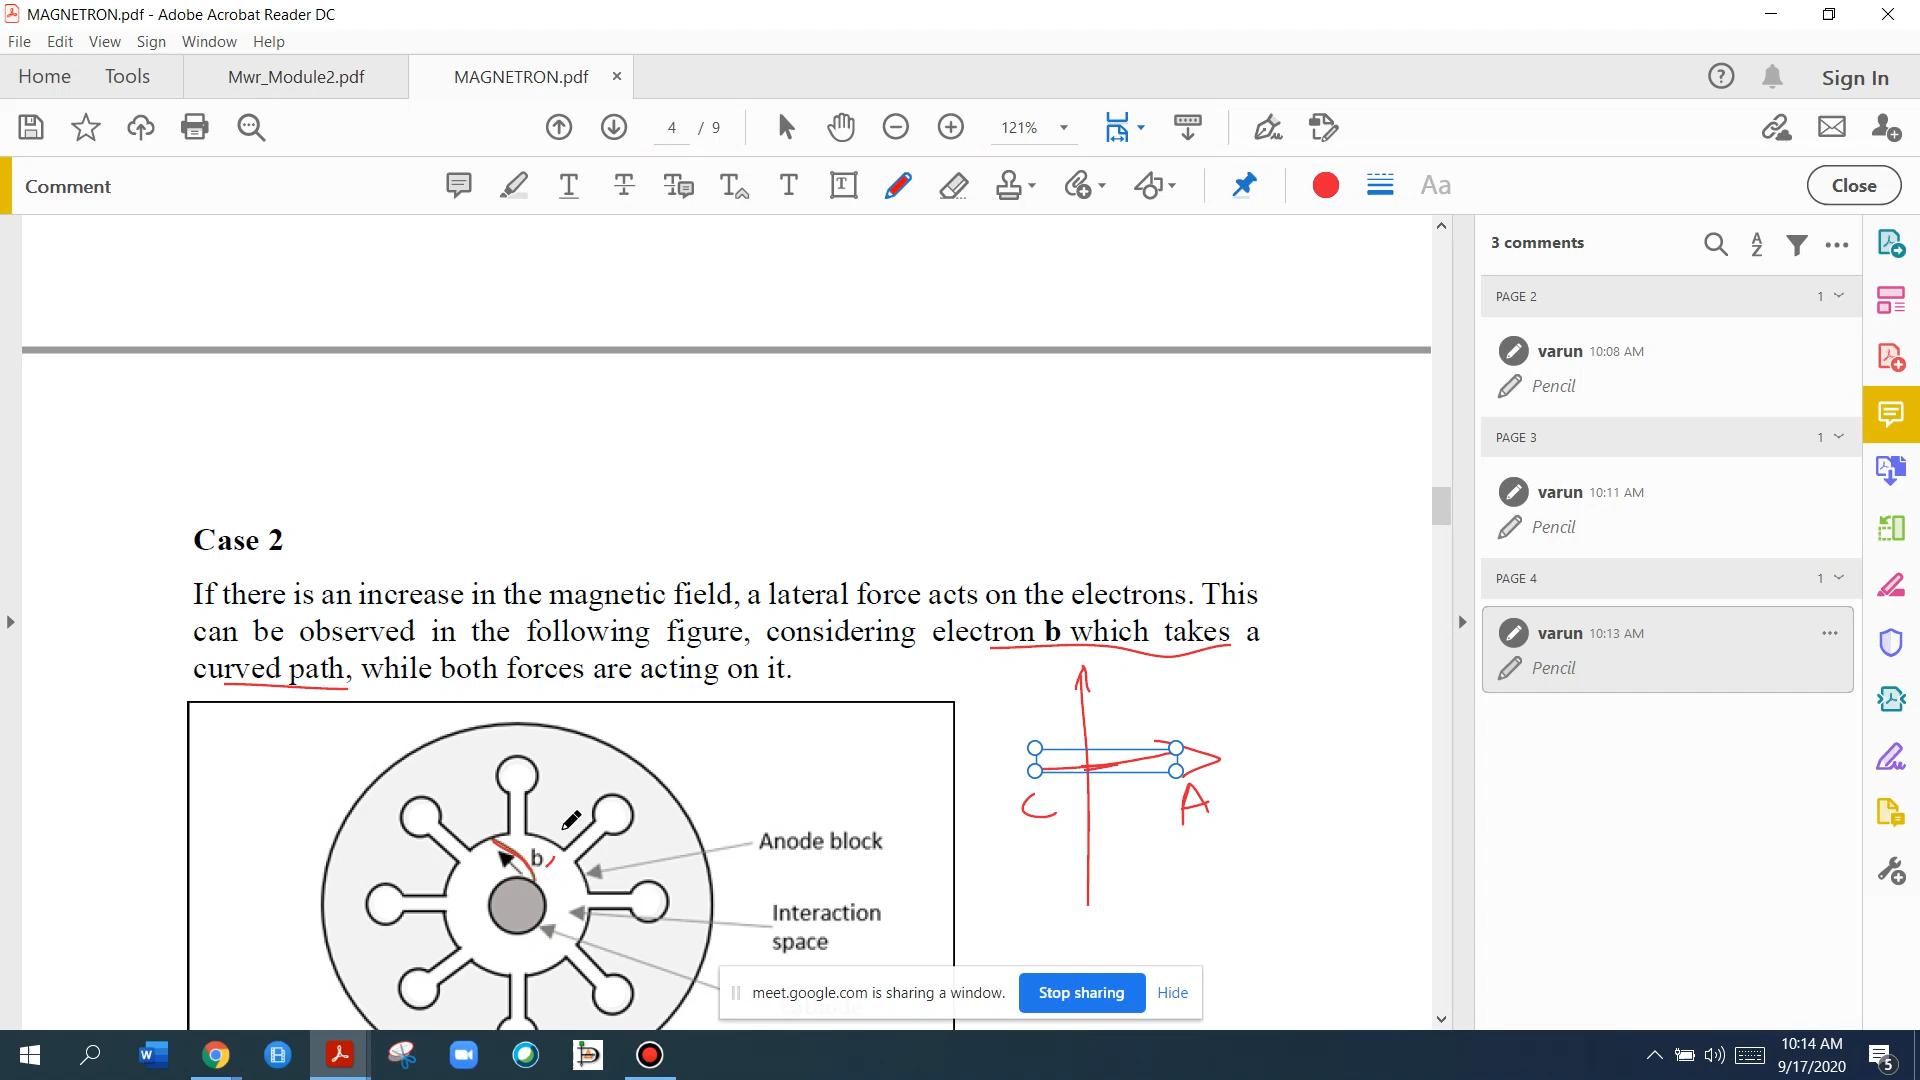 MAGNETRON.pdf - Adobe Acrobat Reader DC
File Edit View Sign Window Help
Home Tools Mwr_Module2.pdf MAGNETRON.pdf × Sign In
4 / 9 121%
Comment Aa Close
3 comments
PAGE 2 1
varun 10:08 AM
Pencil
PAGE 3 1
varun 10:11 AM
Pencil
PAGE 4 1
varun 10:13 AM
Pencil
Case 2
If there is an increase in the magnetic field, a lateral force acts on the electrons. This
can be observed in the following figure, considering electron b which takes a
curved path, while both forces are acting on it.
b
Anode block
Interaction
space
C A
meet.google.com is sharing a window. Stop sharing Hide
10:14 AM
9/17/2020
5